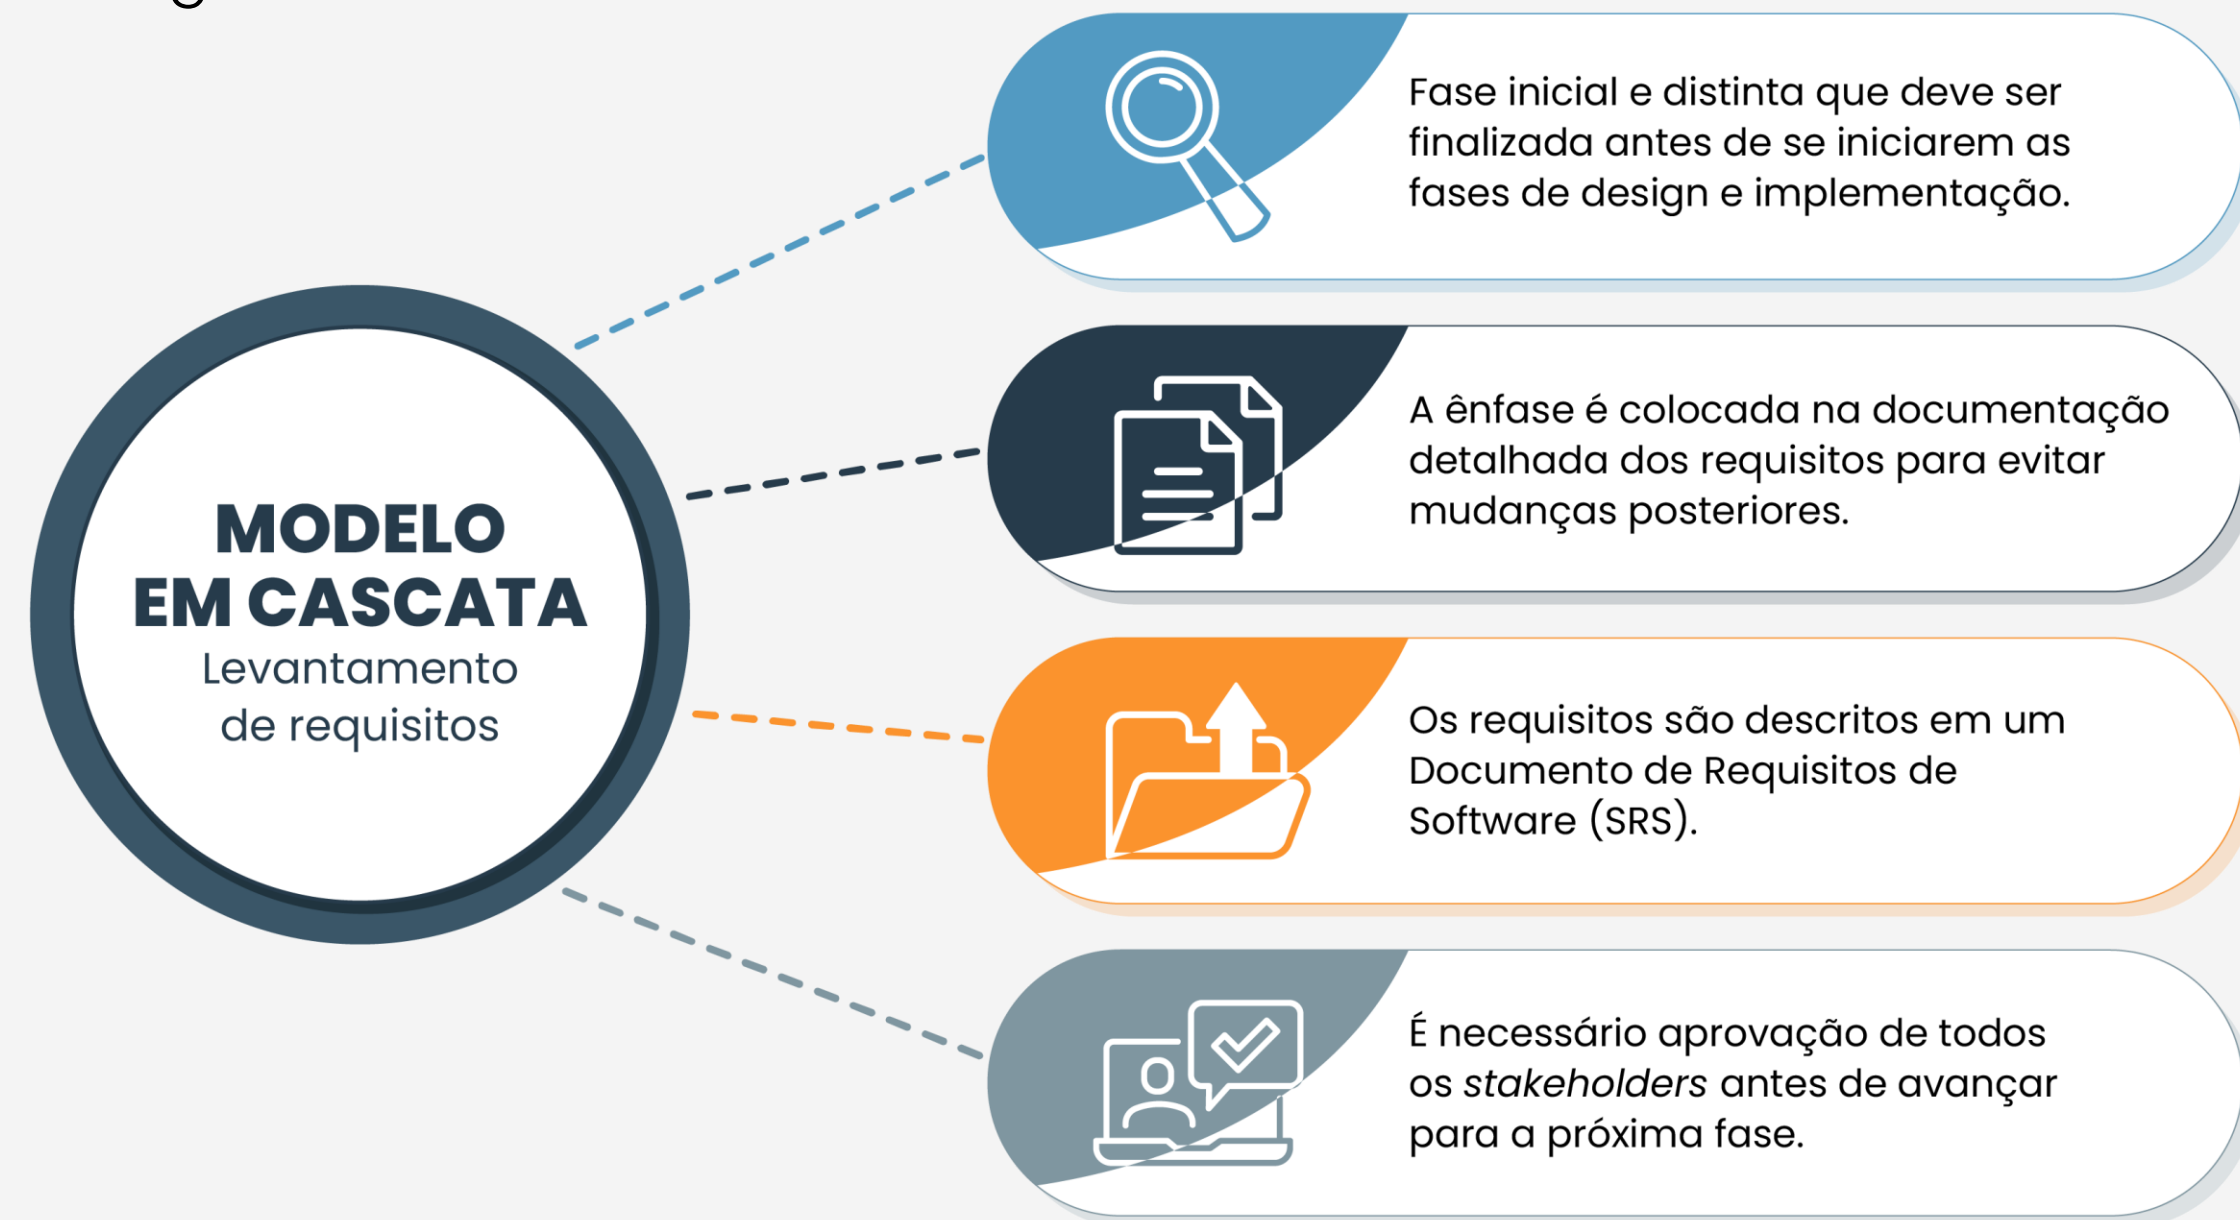 MODELO
EM CASCATA
Levantamento
de requisitos
Fase inicial e distinta que deve ser
finalizada antes de se iniciarem as
fases de design e implementação.
A ênfase é colocada na documentação
detalhada dos requisitos para evitar
mudanças posteriores.
Os requisitos são descritos em um
Documento de Requisitos de
Software (SRS).
É necessário aprovação de todos
os stakeholders antes de avançar
para a próxima fase.